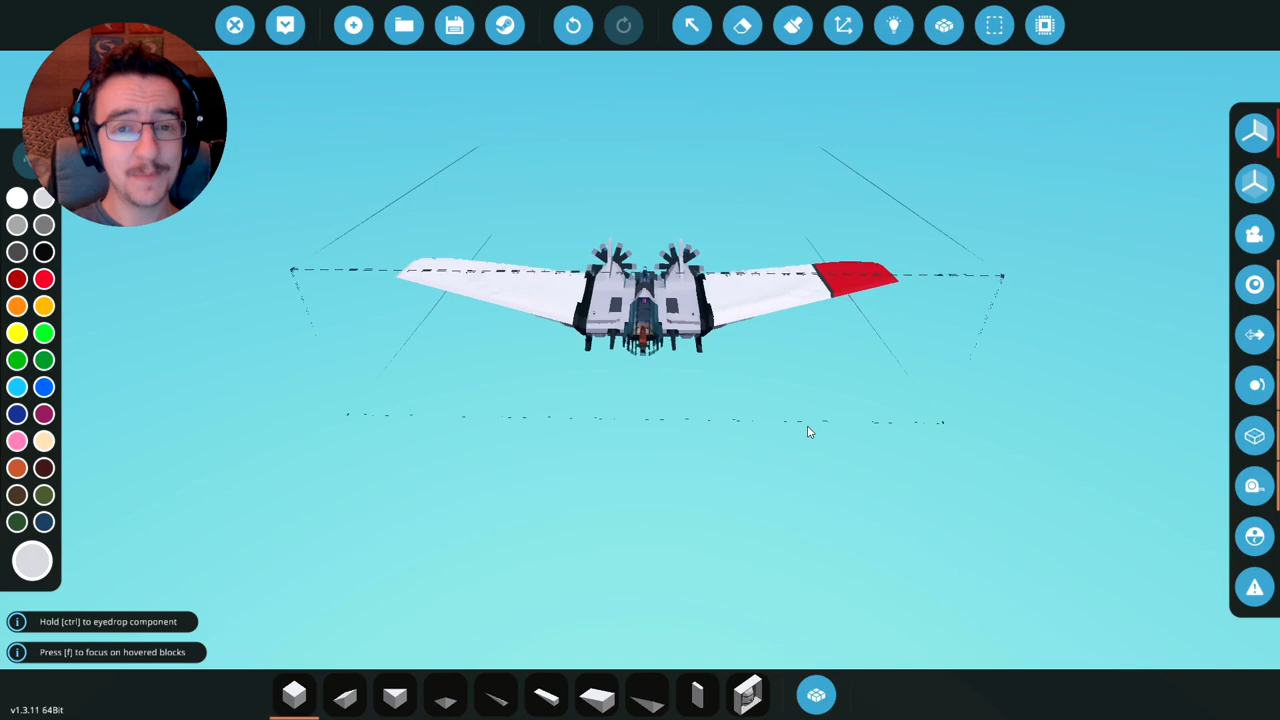 Hold [ctrl] to eyedrop component
Press [f] to focus on hovered blocks
v1.3.11 64Bit